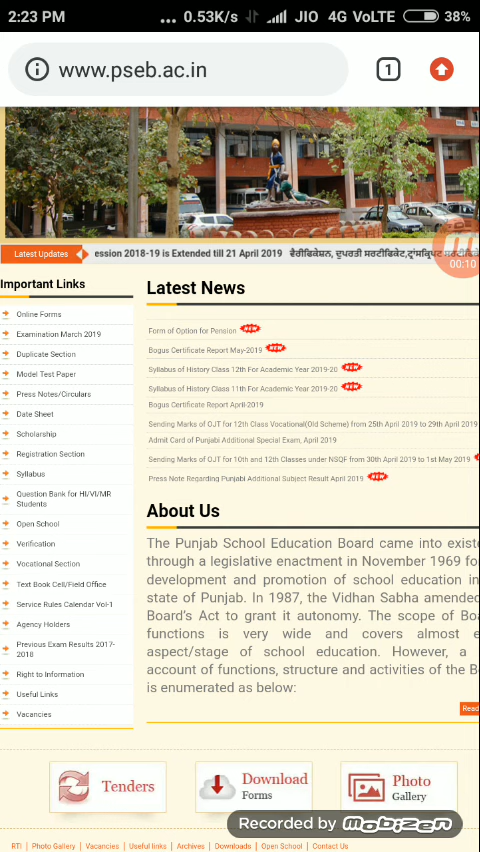 2:23 PM ... 0.53K/s JIO 4G VoLTE 38%
www.pseb.ac.in 1
Latest Updates ession 2018-19 is Extended till 21 April 2019 ਵੈਰੀਫਿਕੇਸ਼ਨ, ਦੁਪਰਤੀ ਸਰਟੀਫਿਕੇਟ,
00:10
Important Links
Online Forms
Examination March 2019
Duplicate Section
Model Test Paper
Press Notes/Circulars
Date Sheet
Scholarship
Registration Section
Syllabus
Question Bank for HI/VI/MR
Students
Open School
Verification
Vocational Section
Text Book Cell/Field Office
Service Rules Calendar Vol-1
Agency Holders
Previous Exam Results 2017-
2018
Right to Information
Useful Links
Vacancies
Latest News
Form of Option for Pension NEW
Bogus Certificate Report May-2019 NEW
Syllabus of History Class 12th For Academic Year 2019-20 NEW
Syllabus of History Class 11th For Academic Year 2019-20 NEW
Bogus Certificate Report April-2019
Sending Marks of OJT for 12th Class Vocational(Old Scheme) from 25th April 2019 to 29th April 2019
Admit Card of Punjabi Additional Special Exam, April 2019
Sending Marks of OJT for 10th and 12th Classes under NSQF from 30th April 2019 to 1st May 2019
Press Note Regarding Punjabi Additional Subject Result April 2019 NEW
About Us
The Punjab School Education Board came into existe
through a legislative enactment in November 1969 fo
development and promotion of school education in
state of Punjab. In 1987, the Vidhan Sabha amended
Board's Act to grant it autonomy. The scope of Boa
functions is very wide and covers almost e
aspect/stage of school education. However, a
account of functions, structure and activities of the B
is enumerated as below:
Read
Tenders
Download
Forms
Photo
Gallery
Recorded by MOBIZEN
RTI | Photo Gallery | Vacancies | Useful links | Archives | Downloads | Open School | Contact Us